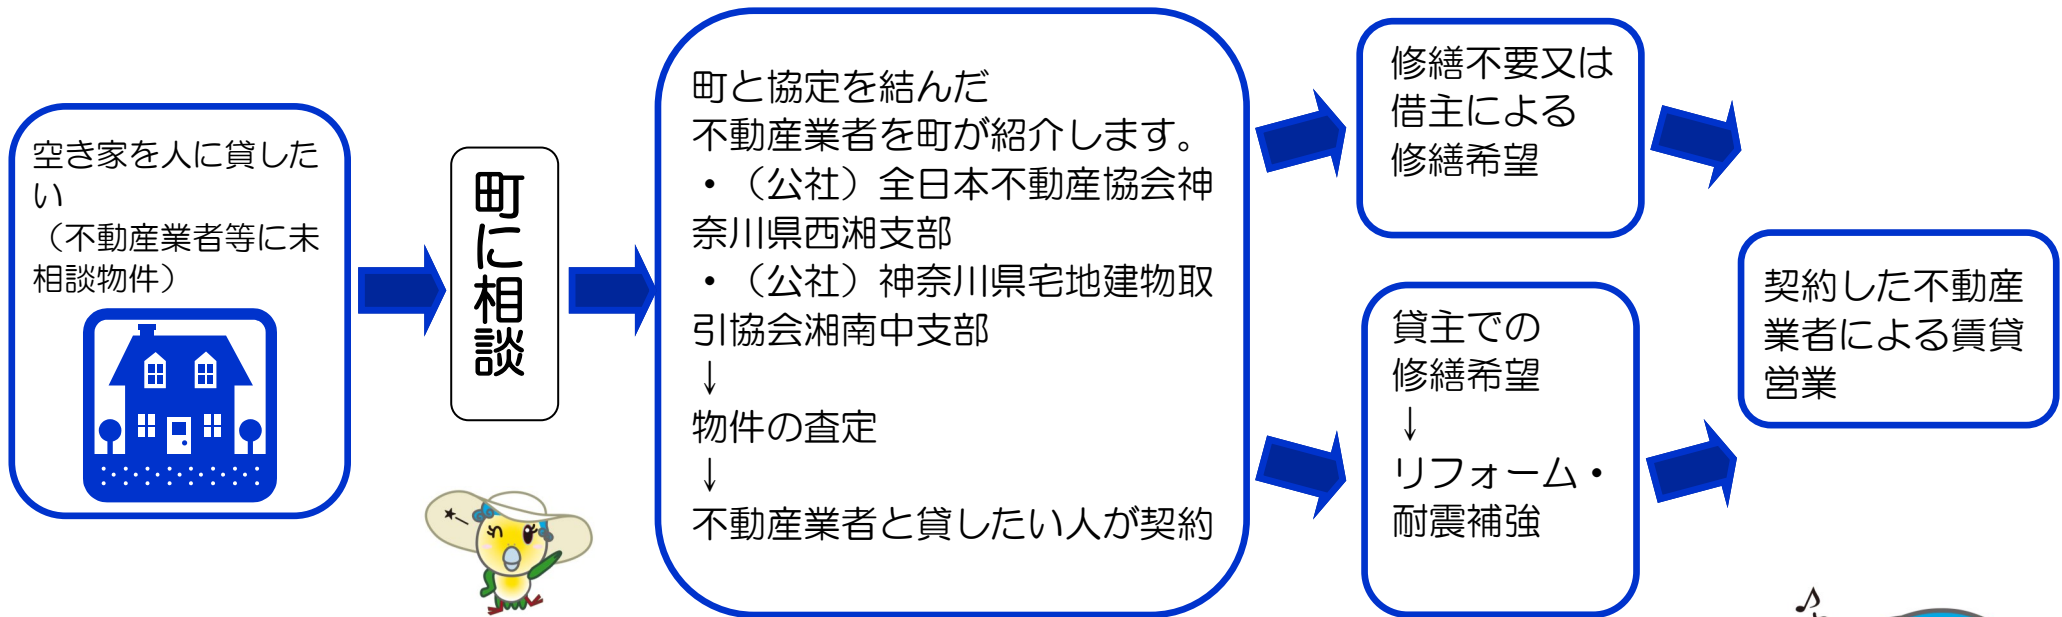 空き家を人に貸した
い
（不動産業者等に未
相談物件）
町に相談
町と協定を結んだ
不動産業者を町が紹介します。
・（公社）全日本不動産協会神
奈川県西湘支部
・（公社）神奈川県宅地建物取
引協会湘南中支部
↓
物件の査定
↓
不動産業者と貸したい人が契約
修繕不要又は
借主による
修繕希望
貸主での
修繕希望
↓
リフォーム・
耐震補強
契約した不動産
業者による賃貸
営業